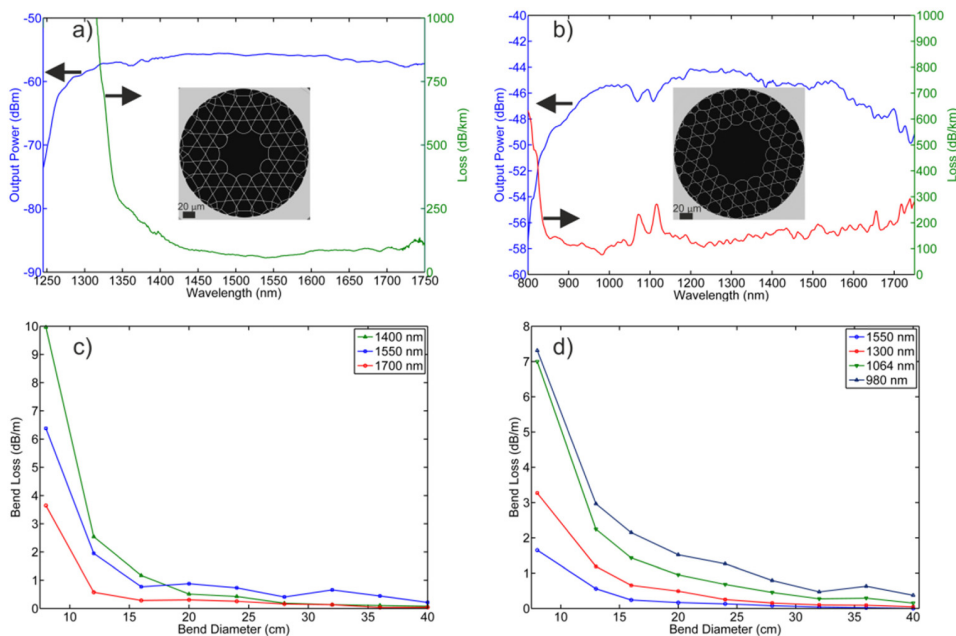 a)
-50
-60
-70
-80
-90
Output Power (dBm)
1000
750
500
250
0
Loss (dB/km)
20 µm
1250 1300 1350 1400 1450 1500 1550 1600 1650 1700 1750
Wavelength (nm)
b)
-40
-42
-44
-46
-48
-50
-52
-54
-56
-58
-60
Output Power (dBm)
1000
900
800
700
600
500
400
300
200
100
0
Loss (dB/km)
20 µm
800 900 1000 1100 1200 1300 1400 1500 1600 1700
Wavelength (nm)
c)
10
9
8
7
6
5
4
3
2
1
0
Bend Loss (dB/m)
1400 nm
1550 nm
1700 nm
10 15 20 25 30 35 40
Bend Diameter (cm)
d)
8
7
6
5
4
3
2
1
0
Bend Loss (dB/m)
1550 nm
1300 nm
1064 nm
980 nm
10 15 20 25 30 35 40
Bend Diameter (cm)